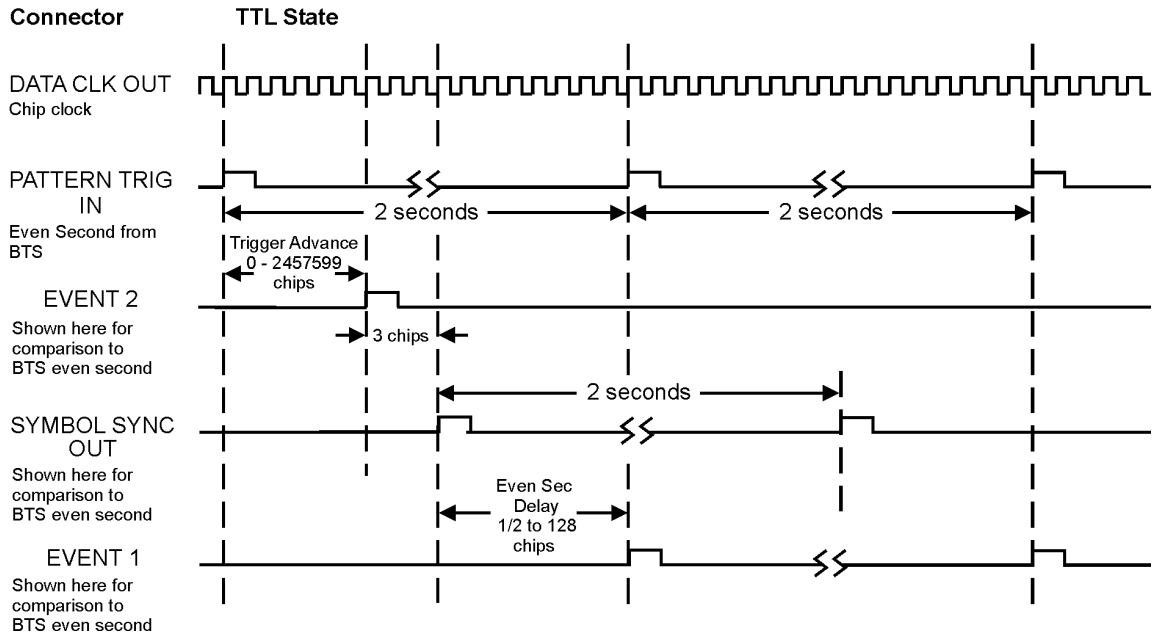 Connector TTL State
DATA CLK OUT
Chip clock
PATTERN TRIG
IN
2 seconds 2 seconds
Even Second from
BTS
Trigger Advance
0 - 2457599
chips
EVENT 2
Shown here for
comparison to
BTS even second
3 chips
2 seconds
SYMBOL SYNC
OUT
Shown here for
comparison to
BTS even second
Even Sec
Delay
1/2 to 128
chips
EVENT 1
Shown here for
comparison to
BTS even second